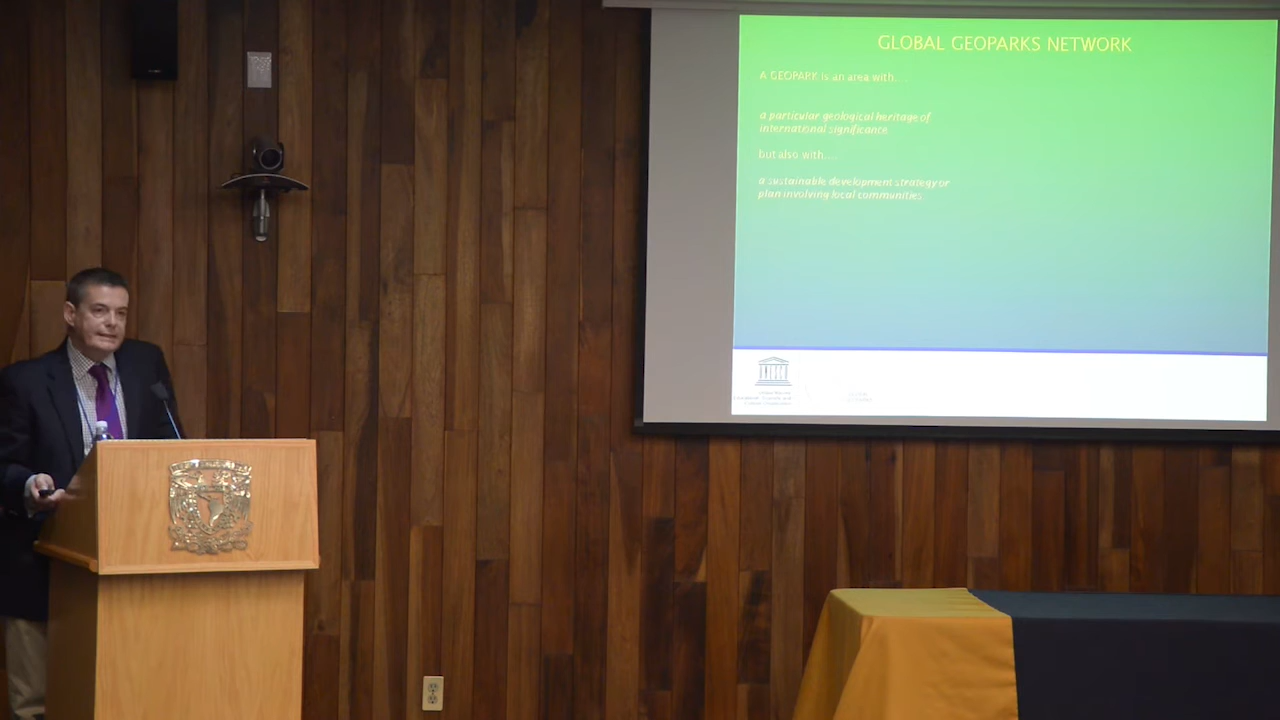 GLOBAL GEOPARKS NETWORK
A GEOPARK is an area with....
a particular geological heritage of
international significance
but also with....
a sustainable development strategy or
plan involving local communities.
UNESCO